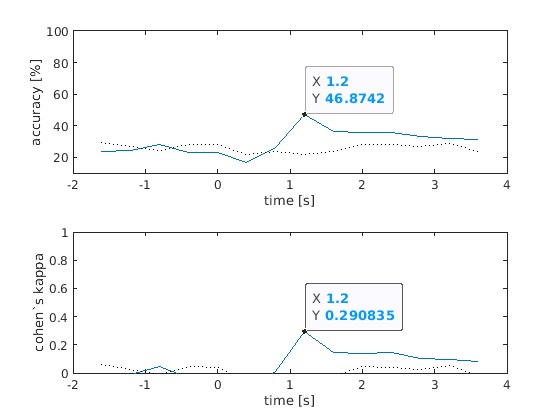 100
80
60
40
20
accuracy [%]
X 1.2
Y 46.8742
-2 -1 0 1 2 3 4
time [s]
1
0.8
0.6
0.4
0.2
0
cohen`s kappa
X 1.2
Y 0.290835
-2 -1 0 1 2 3 4
time [s]